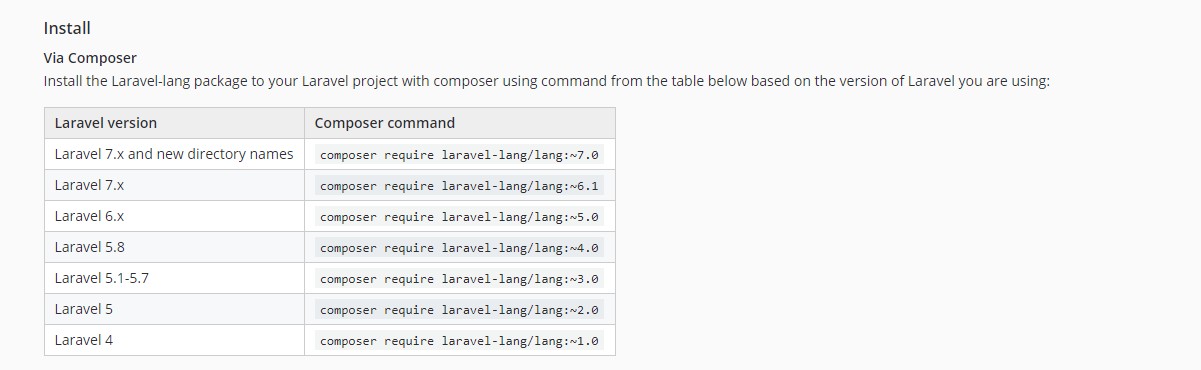 Install
Via Composer
Install the Laravel-lang package to your Laravel project with composer using command from the table below based on the version of Laravel you are using:
Laravel version Composer command
Laravel 7.x and new directory names composer require laravel-lang/lang:~7.0
Laravel 7.x composer require laravel-lang/lang:~6.1
Laravel 6.x composer require laravel-lang/lang:~5.0
Laravel 5.8 composer require laravel-lang/lang:~4.0
Laravel 5.1-5.7 composer require laravel-lang/lang:~3.0
Laravel 5 composer require laravel-lang/lang:~2.0
Laravel 4 composer require laravel-lang/lang:~1.0